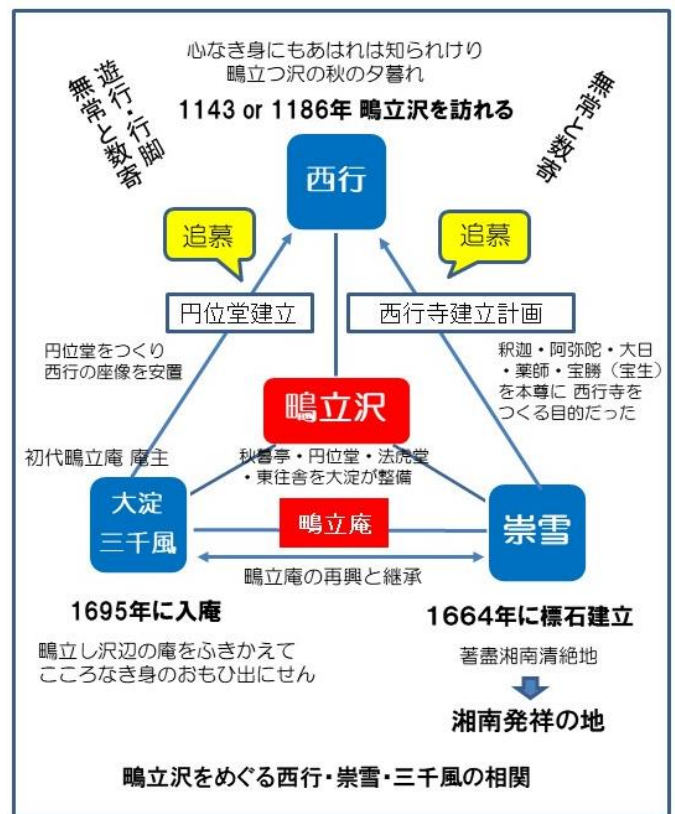 心なき身にもあはれは知られけり
鴫立つ沢の秋の夕暮れ
1143 or 1186年 鴫立沢を訪れる
遊行・行脚
無常と数寄
無常と数寄
西行
追慕
追慕
円位堂建立
西行寺建立計画
円位堂をつくり
西行の座像を安置
釈迦・阿弥陀・大日
・薬師・宝勝（宝生）
を本尊に 西行寺を
つくる目的だった
鴫立沢
初代鴫立庵 庵主
秋暮亭・円位堂・法虎堂
・東往舎を大淀が整備
大淀
三千風
鴫立庵
崇雪
鴫立庵の再興と継承
1695年に入庵
1664年に標石建立
鴫立し沢辺の庵をふきかえて
こころなき身のおもひ出にせん
著盡湘南清絶地
湘南発祥の地
鴫立沢をめぐる西行・崇雪・三千風の相関